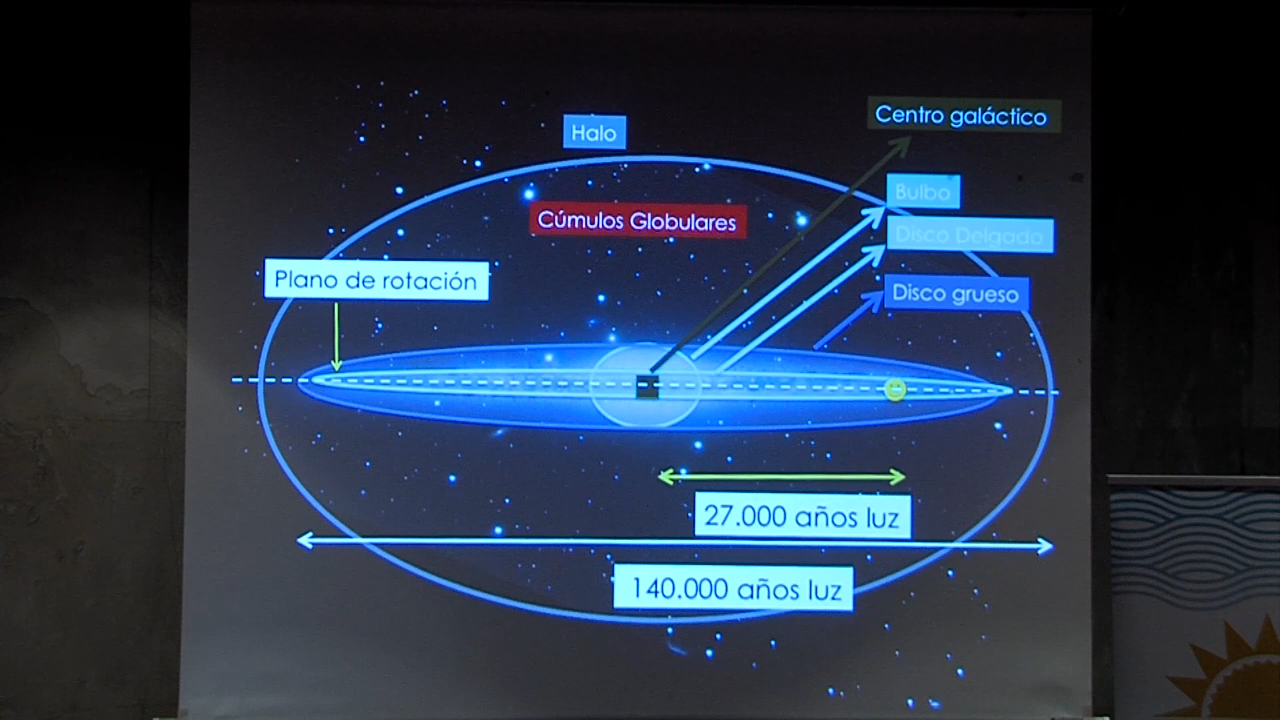 Centro galáctico
Halo
Bulbo
Cúmulos Globulares
Disco Delgado
Plano de rotación
Disco grueso
27.000 años luz
140.000 años luz